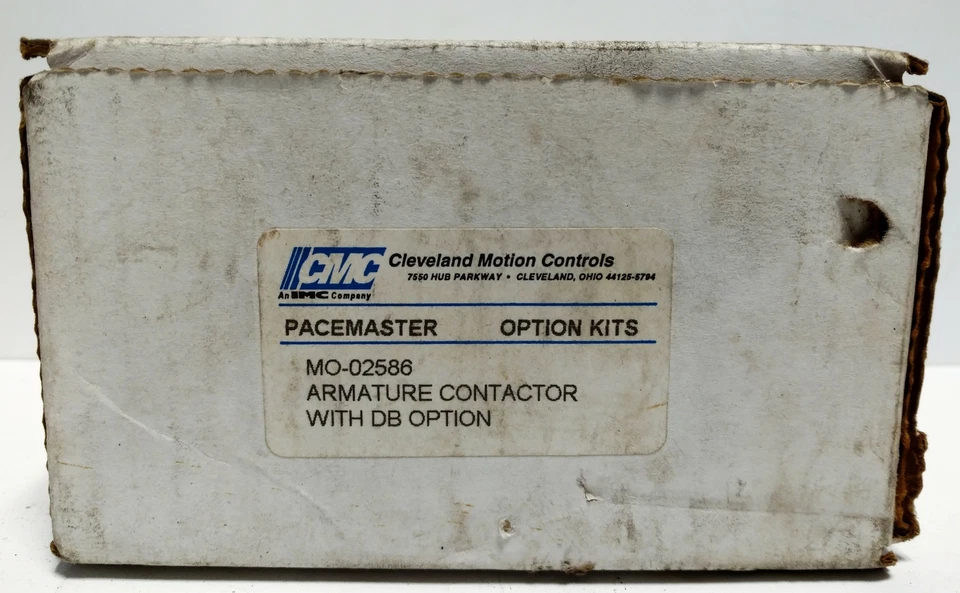 CMC Cleveland Motion Controls
7550 HUB PARKWAY • CLEVELAND, OHIO 44125-5794
An IMC Company
PACEMASTER OPTION KITS
MO-02586
ARMATURE CONTACTOR
WITH DB OPTION